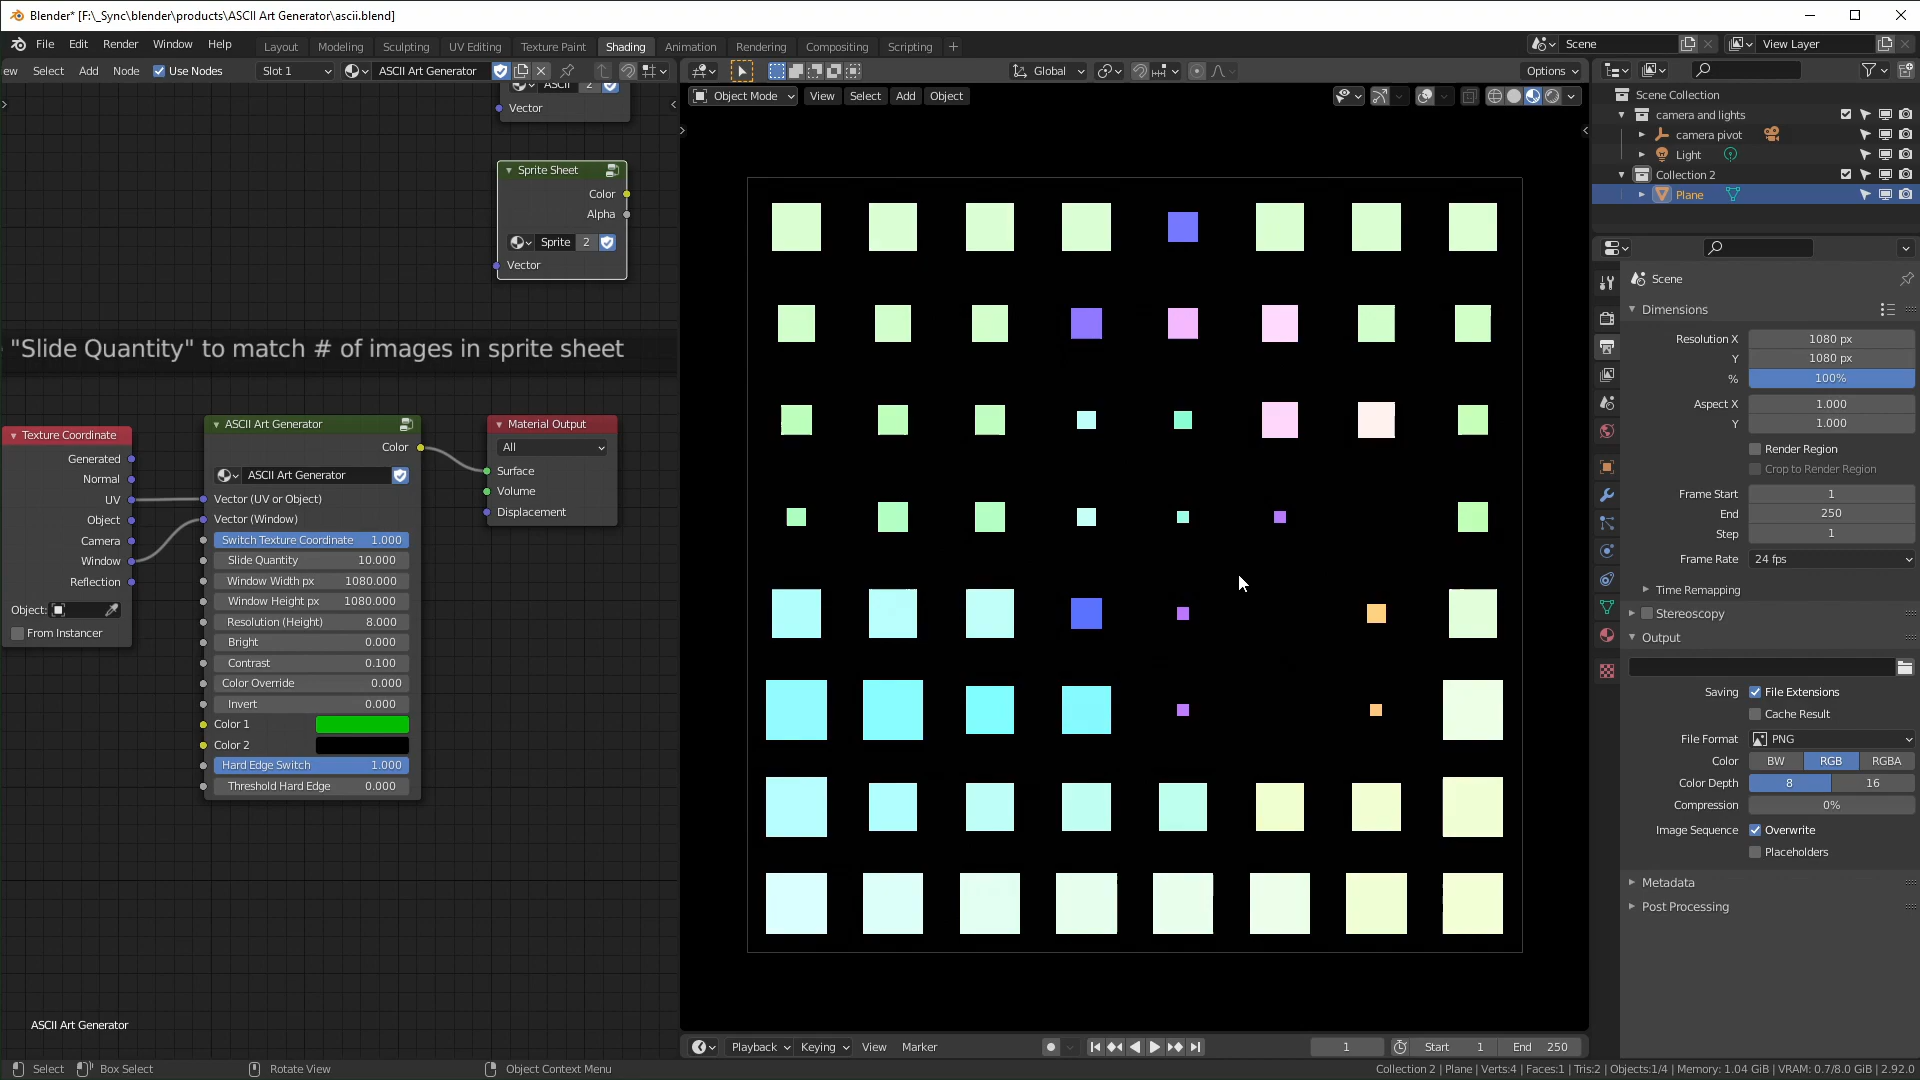 Blender* [F:\_Sync\blender\products\ASCII Art Generator\ascii.blend]
File Edit Render Window Help
Layout Modeling Sculpting UV Editing Texture Paint Shading Animation Rendering Compositing Scripting +
Scene
View Layer
ew Select Add Node Use Nodes Slot 1 ASCII Art Generator
Global
Options
Object Mode View Select Add Object
ASCII 2
Vector
Sprite Sheet
Color
Alpha
Sprite 2
Vector
"Slide Quantity" to match # of images in sprite sheet
Texture Coordinate
Generated
Normal
UV
Object
Camera
Window
Reflection
Object:
From Instancer
ASCII Art Generator
Color
ASCII Art Generator
Vector (UV or Object)
Vector (Window)
Switch Texture Coordinate 1.000
Slide Quantity 10.000
Window Width px 1080.000
Window Height px 1080.000
Resolution (Height) 8.000
Bright 0.000
Contrast 0.100
Color Override 0.000
Invert 0.000
Color 1
Color 2
Hard Edge Switch 1.000
Threshold Hard Edge 0.000
Material Output
All
Surface
Volume
Displacement
ASCII Art Generator
Scene Collection
camera and lights
camera pivot
Light
Collection 2
Plane
Scene
Dimensions
Resolution X 1080 px
Y 1080 px
% 100%
Aspect X 1.000
Y 1.000
Render Region
Crop to Render Region
Frame Start 1
End 250
Step 1
Frame Rate 24 fps
Time Remapping
Stereoscopy
Output
Saving File Extensions
Cache Result
File Format PNG
Color BW RGB RGBA
Color Depth 8 16
Compression 0%
Image Sequence Overwrite
Placeholders
Metadata
Post Processing
Playback Keying View Marker
1 Start 1 End 250
Select Box Select Rotate View Object Context Menu
Collection 2 | Plane | Verts:4 | Faces:1 | Tris:2 | Objects:1/4 | Memory: 1.04 GiB | VRAM: 0.7/8.0 GiB | 2.92.0